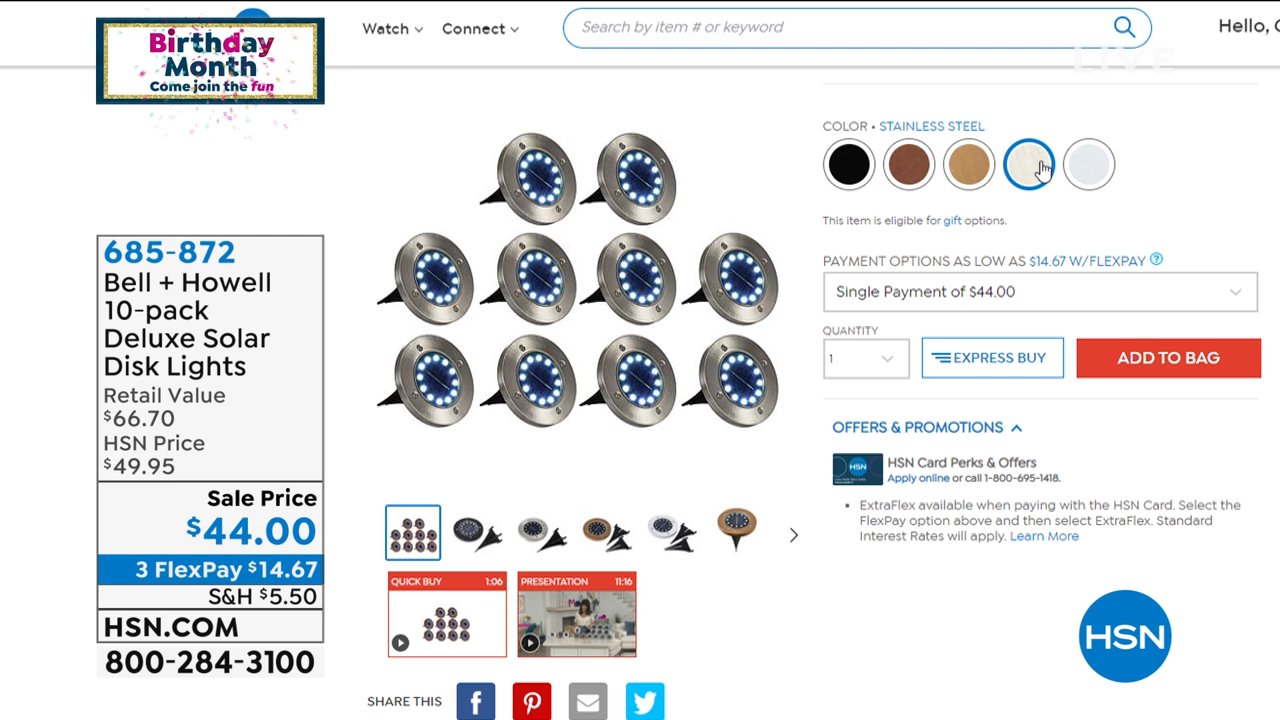 Birthday
Month
Come join the fun
Watch
Connect
Search by item # or keyword
Hello,
LIVE
COLOR • STAINLESS STEEL
This item is eligible for gift options.
PAYMENT OPTIONS AS LOW AS $14.67 W/FLEXPAY ?
Single Payment of $44.00
QUANTITY
1
EXPRESS BUY
ADD TO BAG
OFFERS & PROMOTIONS
HSN
HSN Card Perks & Offers
Apply online or call 1-800-695-1418.
• ExtraFlex available when paying with the HSN Card. Select the
FlexPay option above and then select ExtraFlex. Standard
Interest Rates will apply. Learn More
685-872
Bell + Howell
10-pack
Deluxe Solar
Disk Lights
Retail Value
$66.70
HSN Price
$49.95
Sale Price
$44.00
3 FlexPay $14.67
S&H $5.50
HSN.COM
800-284-3100
QUICK BUY 1:06
PRESENTATION 11:16
SHARE THIS
HSN